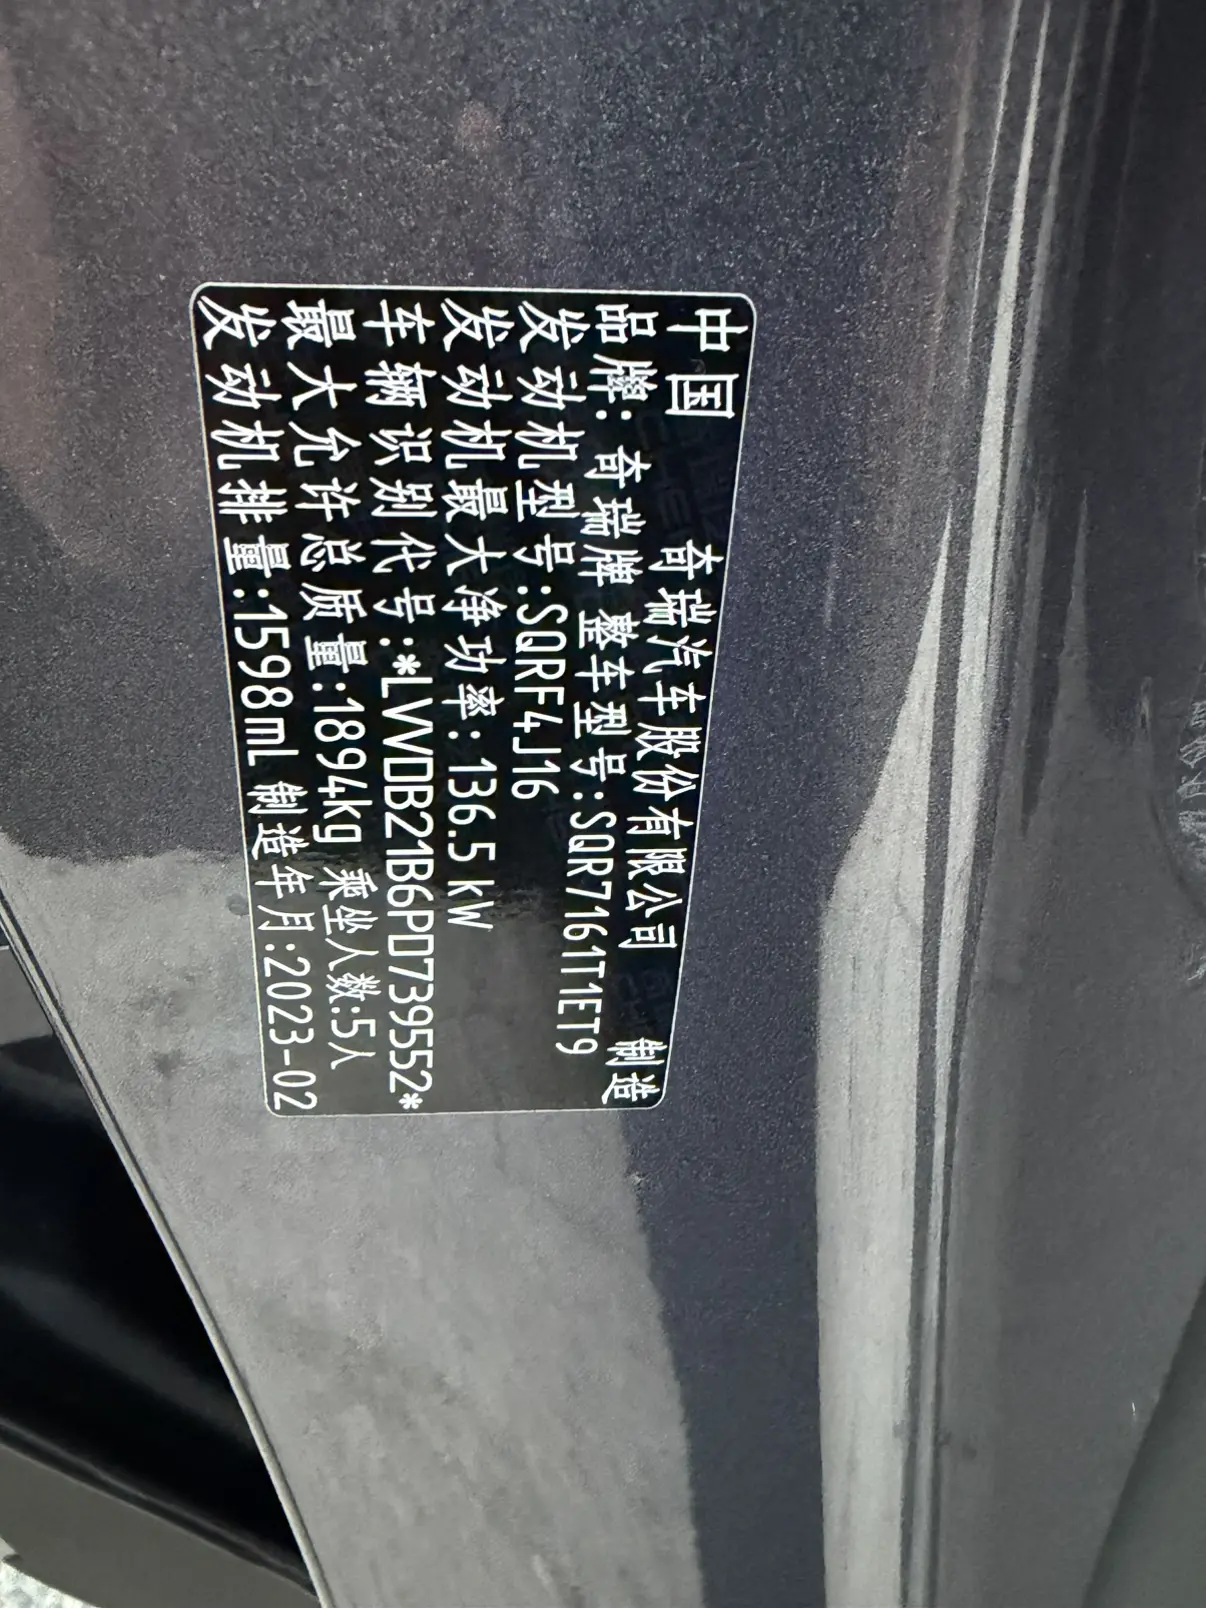 中国 奇瑞汽车股份有限公司 制造
品牌: 奇瑞牌 整车型号:SQR7161T1ET9
发动机型号:SQRF4J16
发动机最大净功率:136.5kW
车辆识别代号:*LVVDB21B6PD739552*
最大允许总质量:1894kg 乘坐人数:5人
发动机排量:1598mL 制造年月:2023-02